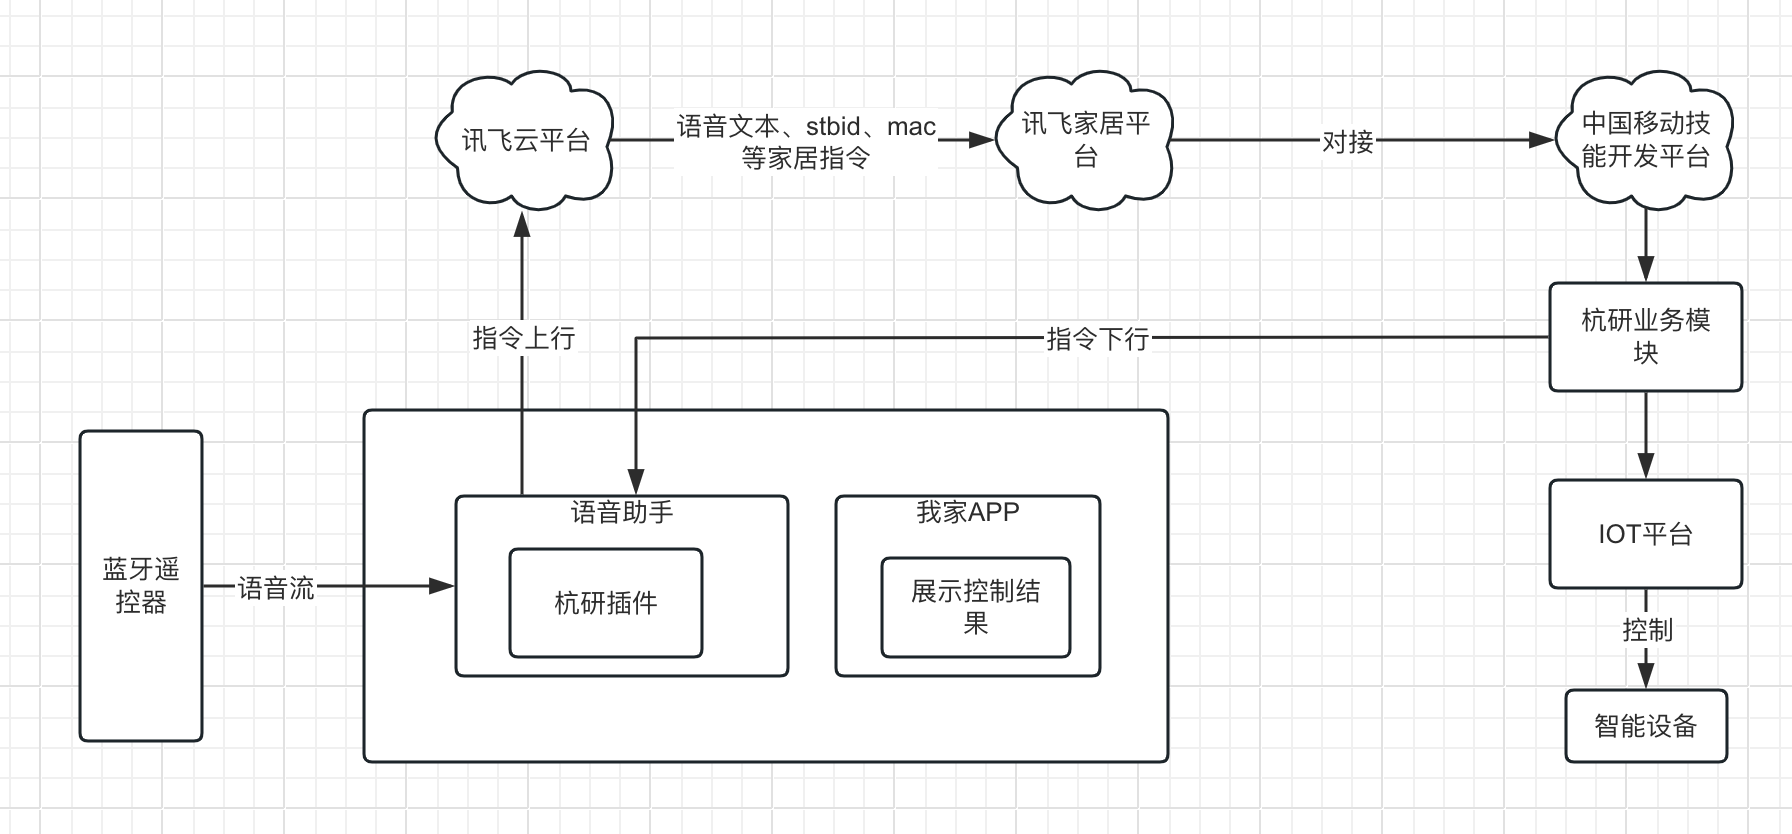 讯飞云平台
语音文本、stbid、mac
等家居指令
讯飞家居平
台
对接
中国移动技
能开发平台
指令上行
指令下行
杭研业务模
块
蓝牙遥
控器
语音流
语音助手
杭研插件
我家APP
展示控制结
果
IOT平台
控制
智能设备